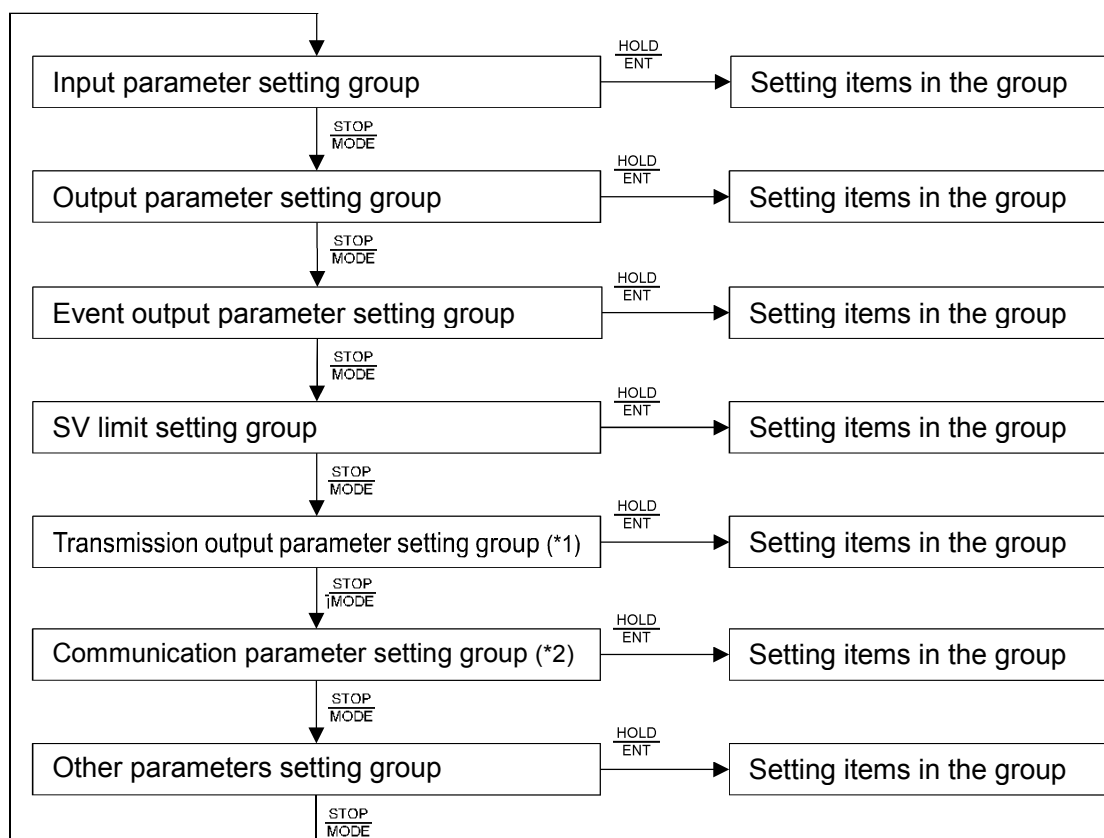 HOLD
ENT
Input parameter setting group
Setting items in the group
STOP
MODE
HOLD
ENT
Output parameter setting group
Setting items in the group
STOP
MODE
HOLD
ENT
Event output parameter setting group
Setting items in the group
STOP
MODE
HOLD
ENT
SV limit setting group
Setting items in the group
STOP
MODE
HOLD
ENT
Transmission output parameter setting group (*1)
Setting items in the group
STOP
MODE
HOLD
ENT
Communication parameter setting group (*2)
Setting items in the group
STOP
MODE
HOLD
ENT
Other parameters setting group
Setting items in the group
STOP
MODE